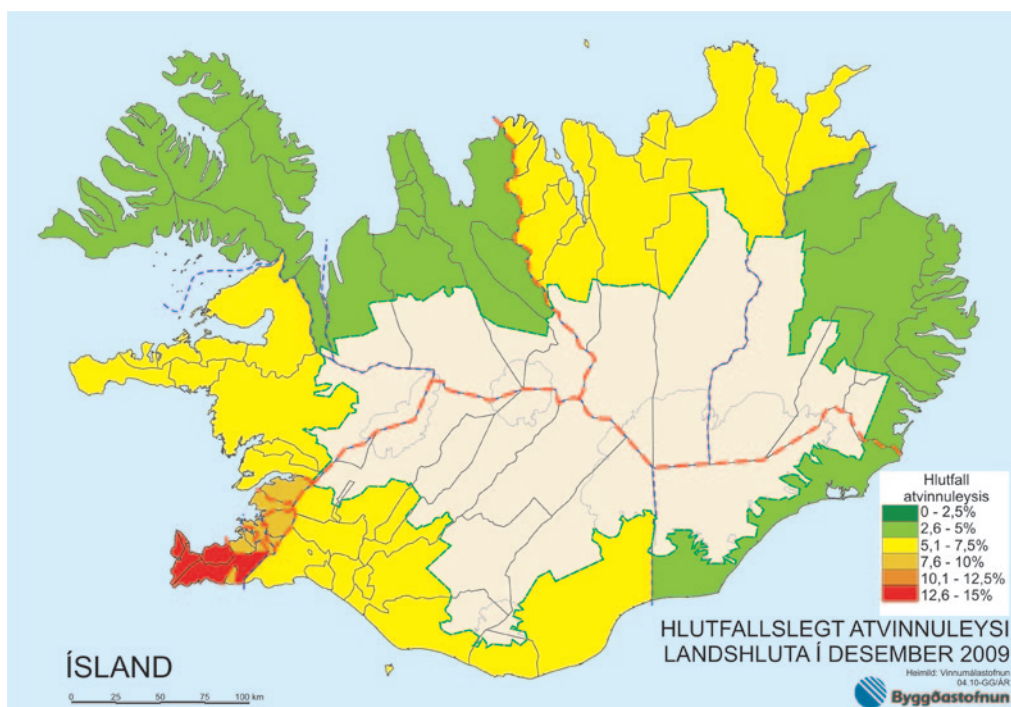 Hlutfall
atvinnuleysis
0 - 2,5%
2,6 - 5%
5,1 - 7,5%
7,6 - 10%
10,1 - 12,5%
12,6 - 15%
HLUTFALLSLEGT ATVINNULEYSI
LANDSHLUTA Í DESEMBER 2009
Heimild: Vinnumálastofnun
04.10-GG/ÁR
Byggðastofnun
ÍSLAND
0 25 50 75 100 km